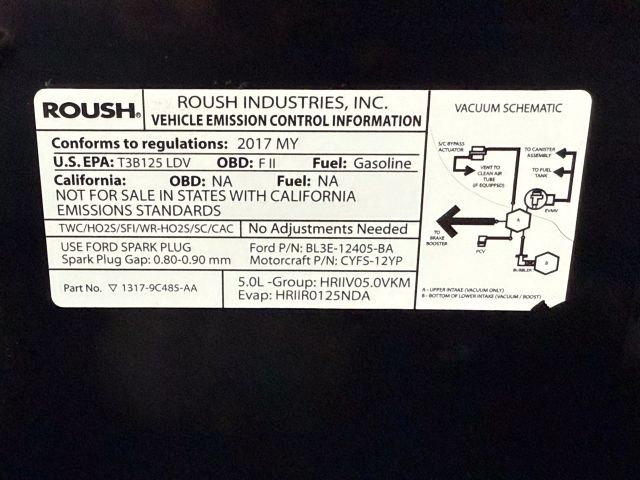 ROUSH®
ROUSH INDUSTRIES, INC.
VEHICLE EMISSION CONTROL INFORMATION
Conforms to regulations: 2017 MY
U.S. EPA: T3B125 LDV OBD: F II Fuel: Gasoline
California: OBD: NA Fuel: NA
NOT FOR SALE IN STATES WITH CALIFORNIA
EMISSIONS STANDARDS
TWC/HO2S/SFI/WR-HO2S/SC/CAC
No Adjustments Needed
USE FORD SPARK PLUG
Spark Plug Gap: 0.80-0.90 mm
Ford P/N: BL3E-12405-BA
Motorcraft P/N: CYFS-12YP
Part No. ▽ 1317-9C485-AA
5.0L -Group: HRIIV05.0VKM
Evap: HRIIR0125NDA
VACUUM SCHEMATIC
S/C BYPASS
ACTUATOR
TO CANISTER
ASSEMBLY
VENT TO
CLEAN AIR
TUBE
(IF EQUIPPSD)
TO FUEL
TANK
EVMV
A
TO
BRAKE
BOOSTER
PCV
BUBBLER
B
A - UPPER INTAKE (VACUUM ONLY)
B - BOTTOM OF LOWER INTAKE (VACUUM / BOOST)